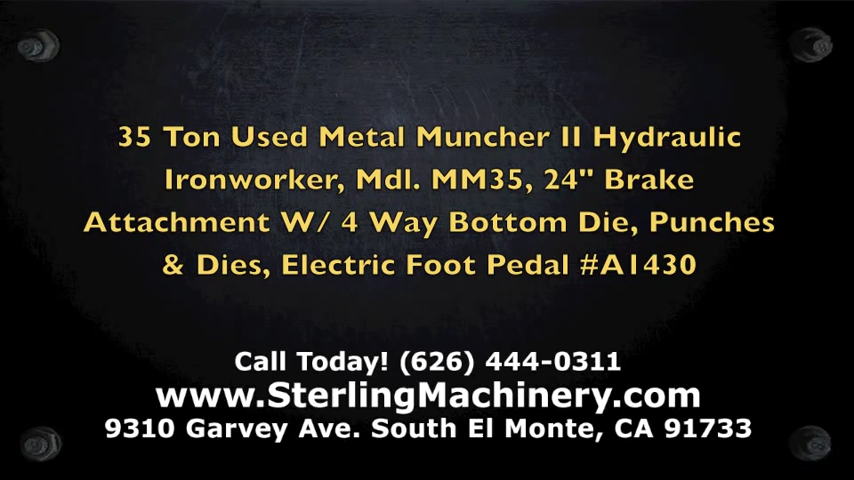 35 Ton Used Metal Muncher II Hydraulic
Ironworker, Mdl. MM35, 24" Brake
Attachment W/ 4 Way Bottom Die, Punches
& Dies, Electric Foot Pedal #A1430
Call Today! (626) 444-0311
www.SterlingMachinery.com
9310 Garvey Ave. South El Monte, CA 91733